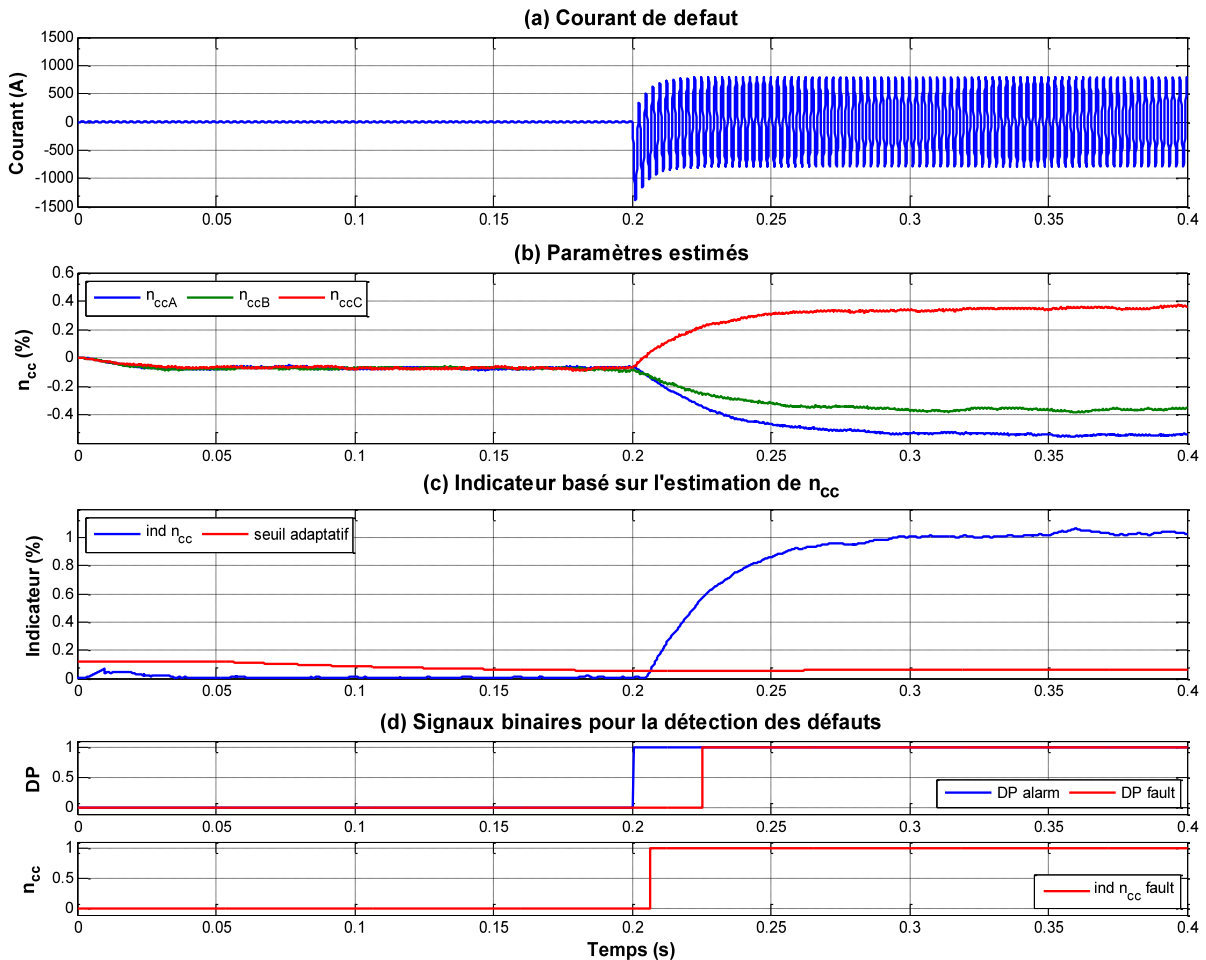 (a) Courant de defaut
Courant (A)
1500
1000
500
0
-500
-1000
-1500
0 0.05 0.1 0.15 0.2 0.25 0.3 0.35 0.4
(b) Paramètres estimés
n_cc (%)
0.6
0.4
0.2
0
-0.2
-0.4
n_ccA n_ccB n_ccC
0 0.05 0.1 0.15 0.2 0.25 0.3 0.35 0.4
(c) Indicateur basé sur l'estimation de n_cc
Indicateur (%)
1
0.8
0.6
0.4
0.2
0
ind n_cc seuil adaptatif
0 0.05 0.1 0.15 0.2 0.25 0.3 0.35 0.4
(d) Signaux binaires pour la détection des défauts
DP
1
0.5
0
DP alarm DP fault
0 0.05 0.1 0.15 0.2 0.25 0.3 0.35 0.4
n_cc
1
0.5
0
ind n_cc fault
0 0.05 0.1 0.15 0.2 0.25 0.3 0.35 0.4
Temps (s)